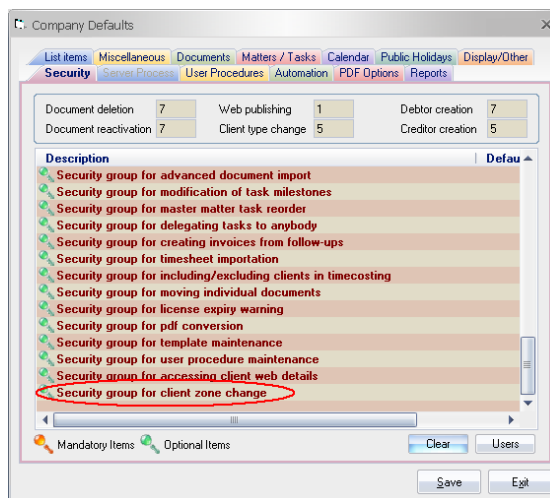 Company Defaults
List items Miscellaneous Documents Matters / Tasks Calendar Public Holidays Display/Other
Security Server Process User Procedures Automation PDF Options Reports
Document deletion 7 Web publishing 1 Debtor creation 7
Document reactivation 7 Client type change 5 Creditor creation 5
Description Defau
Security group for advanced document import
Security group for modification of task milestones
Security group for master matter task reorder
Security group for delegating tasks to anybody
Security group for creating invoices from follow-ups
Security group for timesheet importation
Security group for including/excluding clients in timecosting
Security group for moving individual documents
Security group for license expiry warning
Security group for pdf conversion
Security group for template maintenance
Security group for user procedure maintenance
Security group for accessing client web details
Security group for client zone change
Mandatory Items Optional Items Clear Users
Save Exit